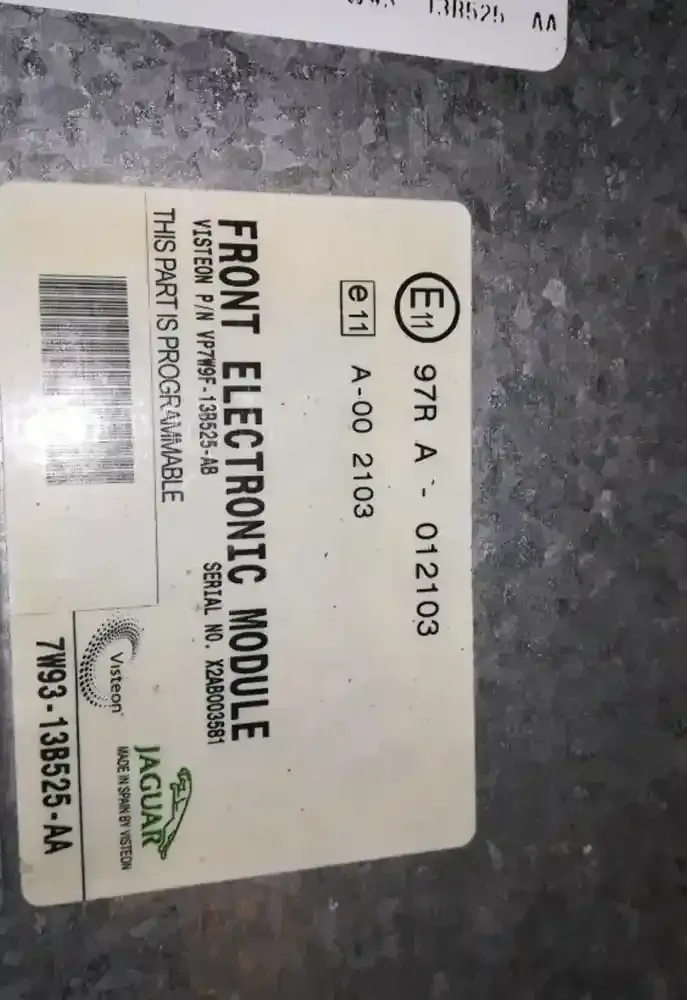 13B525 AA
E11 97R A - 012103
e 11 A-00 2103
FRONT ELECTRONIC MODULE
VISTEON P/N VP7W9F-13B525-AB SERIAL NO. X2AB003581
THIS PART IS PROGRAMMABLE
JAGUAR
MADE IN SPAIN BY VISTEON
Visteon
7W93-13B525-AA